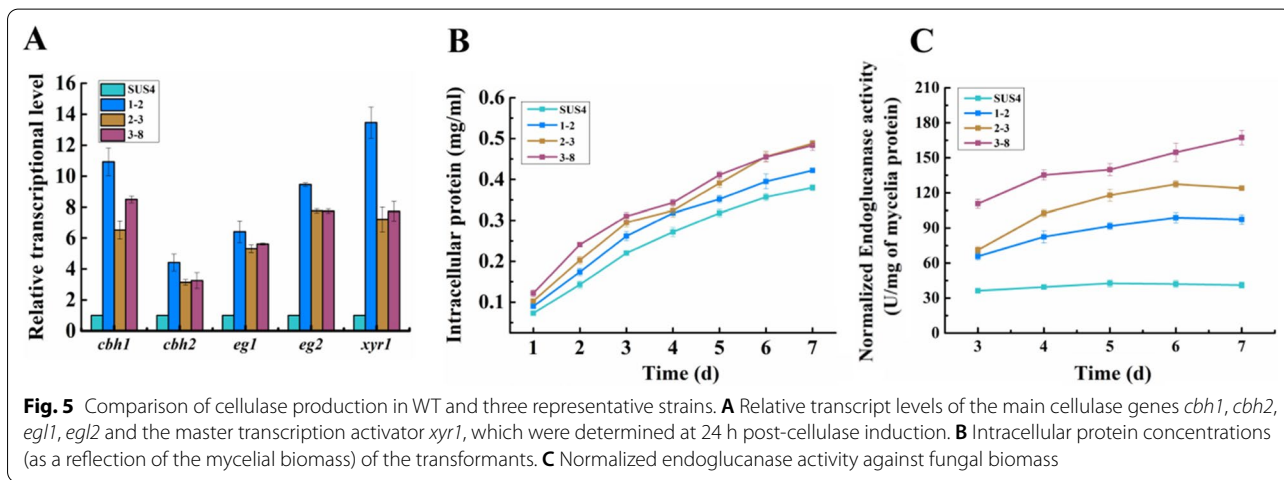 A
Relative transcriptional level
16
14
12
10
8
6
4
2
0
SUS4
1-2
2-3
3-8
cbh1 cbh2 eg1 eg2 xyr1
B
Intracellular protein (mg/ml)
0.6
0.5
0.4
0.3
0.2
0.1
SUS4
1-2
2-3
3-8
1 2 3 4 5 6 7
Time (d)
C
Normalized Endoglucanase activity
(U/mg of mycelia protein)
210
180
150
120
90
60
30
0
SUS4
1-2
2-3
3-8
3 4 5 6 7
Time (d)
Fig. 5 Comparison of cellulase production in WT and three representative strains. A Relative transcript levels of the main cellulase genes cbh1, cbh2,
egl1, egl2 and the master transcription activator xyr1, which were determined at 24 h post-cellulase induction. B Intracellular protein concentrations
(as a reflection of the mycelial biomass) of the transformants. C Normalized endoglucanase activity against fungal biomass